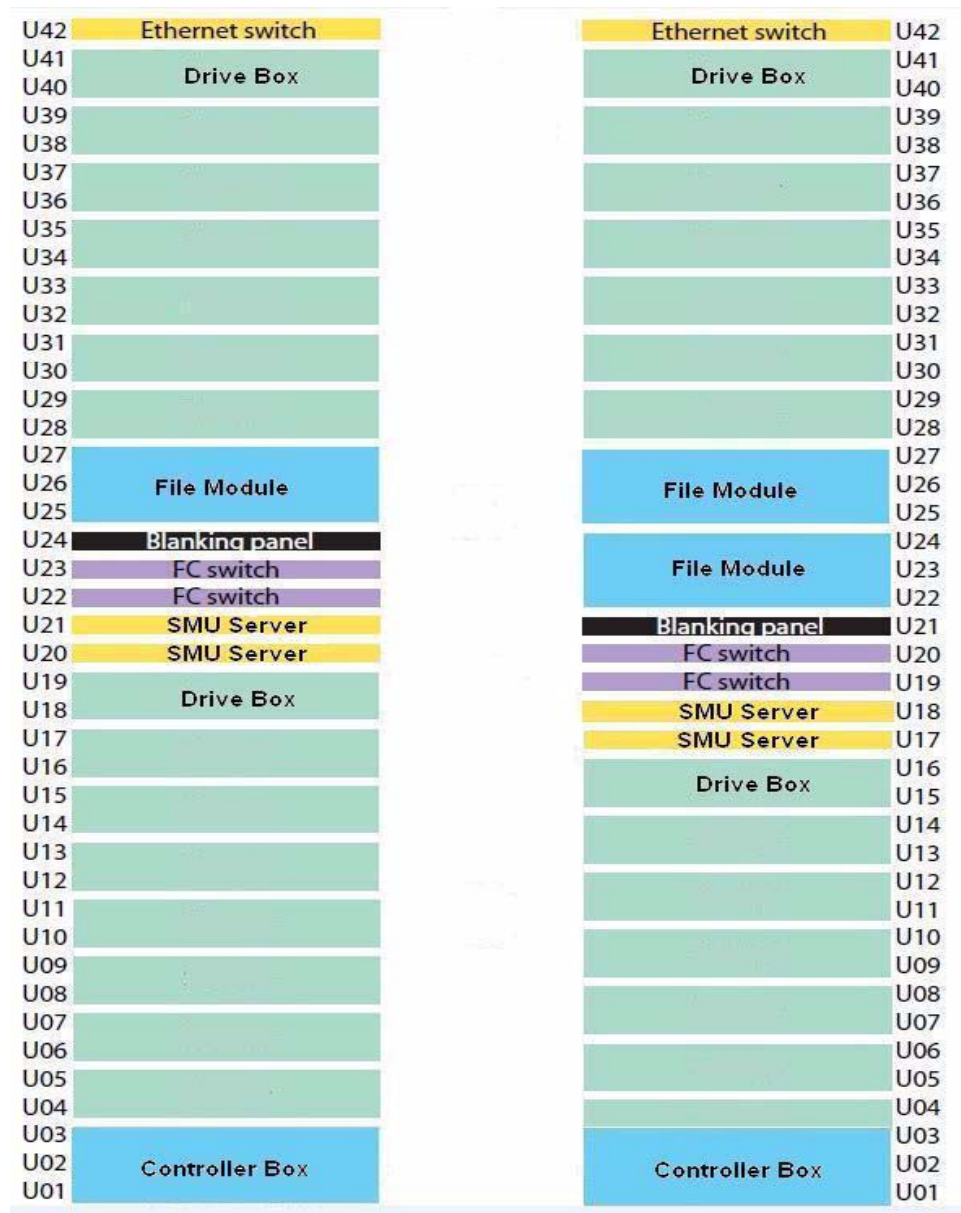 U42 Ethernet switch Ethernet switch U42
U41 U41
Drive Box Drive Box
U40 U40
U39 U39
U38 U38
U37 U37
U36 U36
U35 U35
U34 U34
U33 U33
U32 U32
U31 U31
U30 U30
U29 U29
U28 U28
U27 U27
U26 File Module File Module U26
U25 U25
U24 Blanking panel U24
U23 FC switch File Module U23
U22 FC switch U22
U21 SMU Server Blanking panel U21
U20 SMU Server FC switch U20
U19 FC switch U19
Drive Box
U18 SMU Server U18
U17 SMU Server U17
U16 U16
Drive Box
U15 U15
U14 U14
U13 U13
U12 U12
U11 U11
U10 U10
U09 U09
U08 U08
U07 U07
U06 U06
U05 U05
U04 U04
U03 U03
U02 Controller Box Controller Box U02
U01 U01